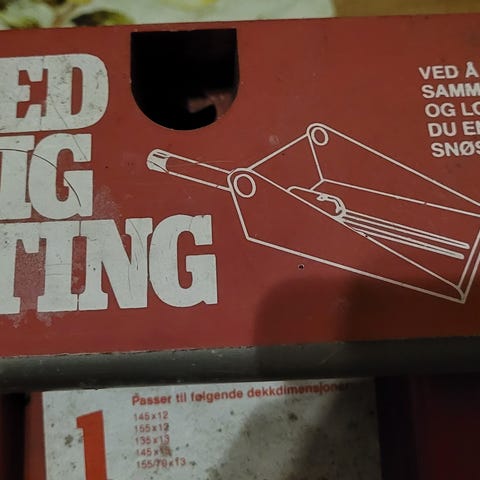 ED
IG
TING
VED Å
SAMM
OG LO
DU EN
SNØS
1
Passer til følgende dekkdimensjoner
145x12
155x12
135x13
145x13
155/70x13